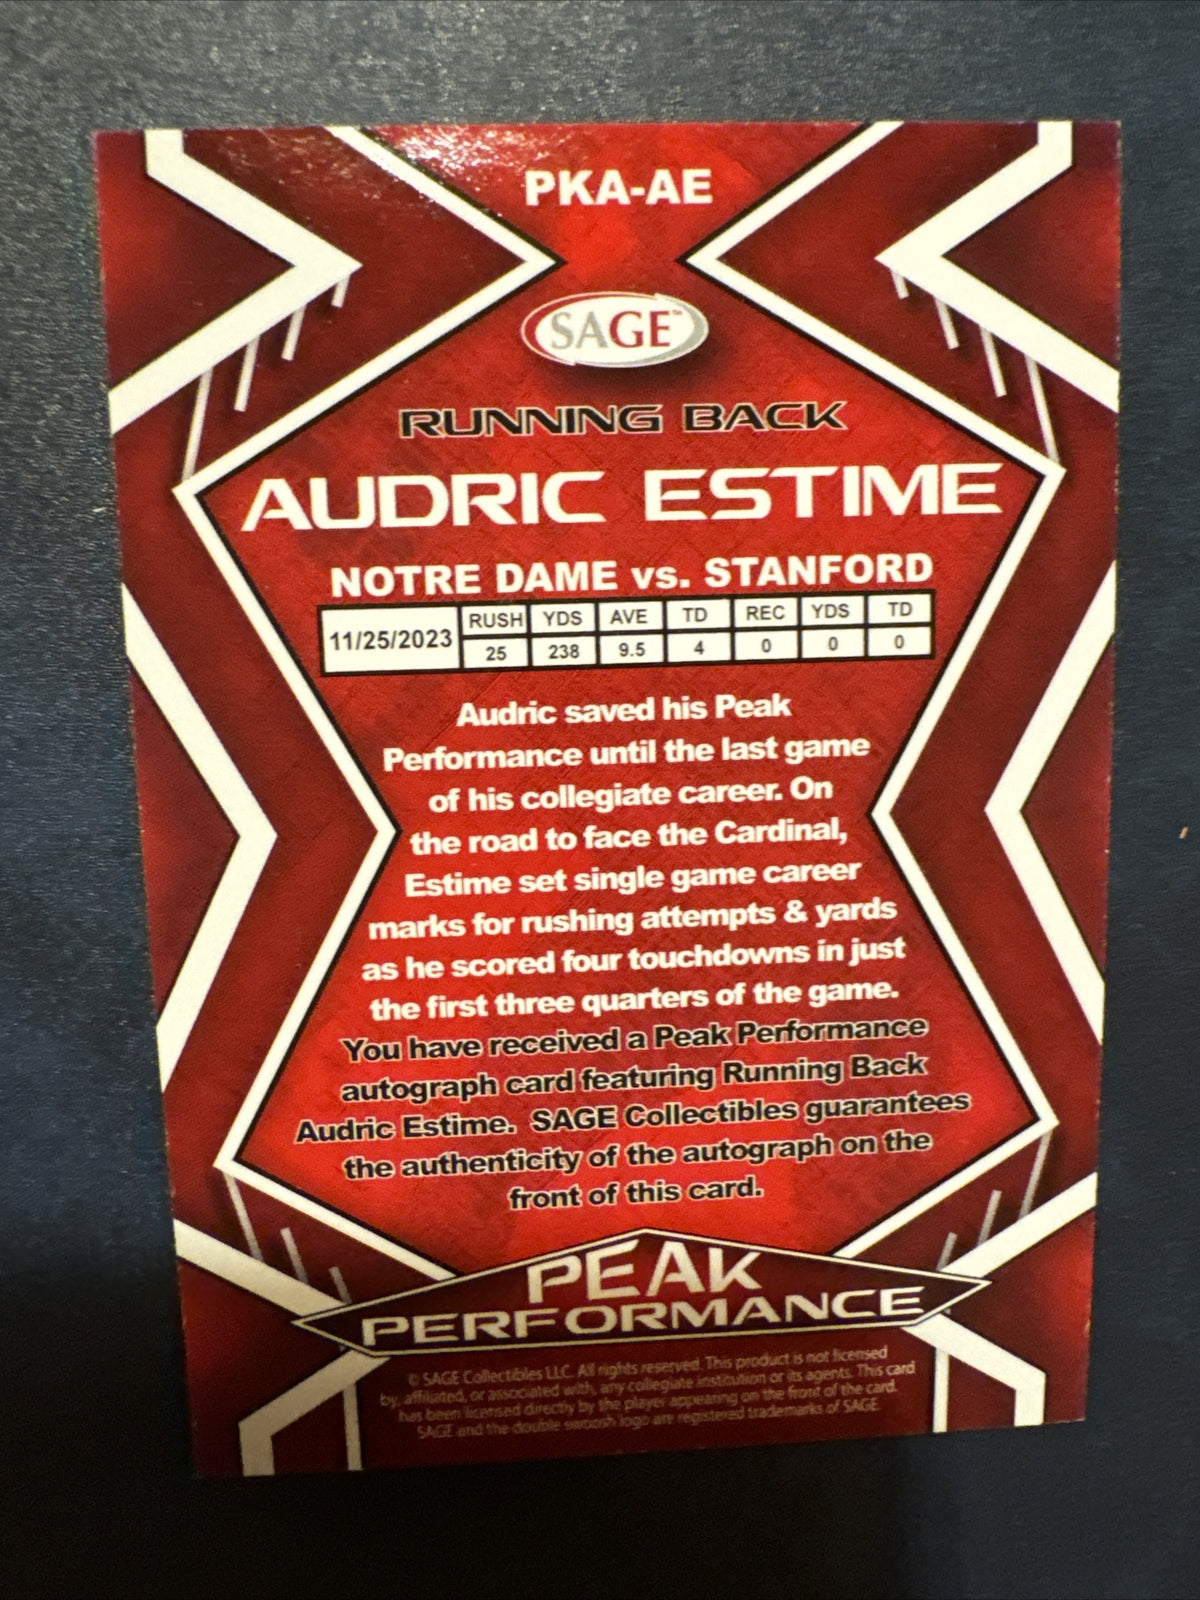 PKA-AE
SAGE™
RUNNING BACK
AUDRIC ESTIME
NOTRE DAME vs. STANFORD
11/25/2023 RUSH YDS AVE TD REC YDS TD
25 238 9.5 4 0 0 0
Audric saved his Peak
Performance until the last game
of his collegiate career. On
the road to face the Cardinal,
Estime set single game career
marks for rushing attempts & yards
as he scored four touchdowns in just
the first three quarters of the game.
You have received a Peak Performance
autograph card featuring Running Back
Audric Estime. SAGE Collectibles guarantees
the authenticity of the autograph on the
front of this card.
PEAK
PERFORMANCE
© SAGE Collectibles LLC. All rights reserved. This product is not licensed
by, affiliated, or associated with, any collegiate institution or its agents. This card
has been licensed directly by the player appearing on the front of the card.
SAGE and the double swoosh logo are registered trademarks of SAGE.